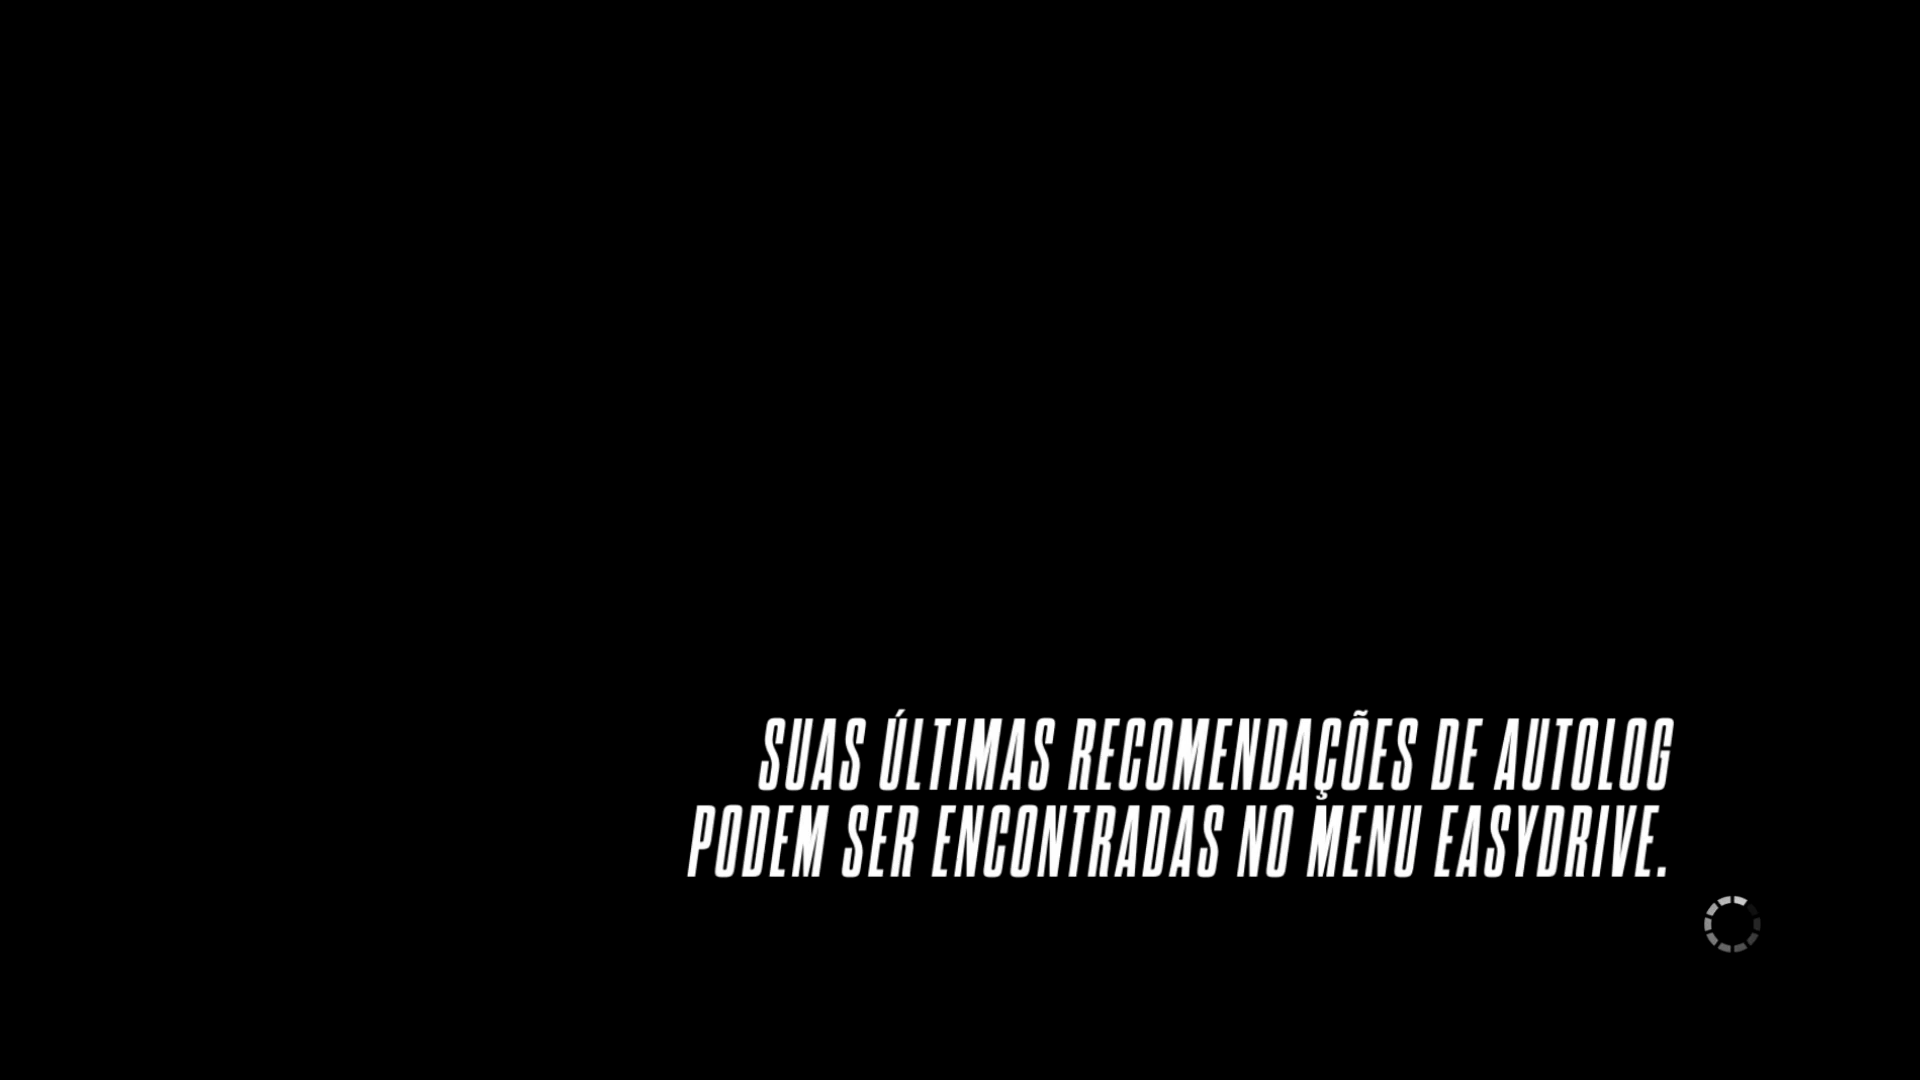 SUAS ÚLTIMAS RECOMENDAÇÕES DE AUTOLOG
PODEM SER ENCONTRADAS NO MENU EASYDRIVE.